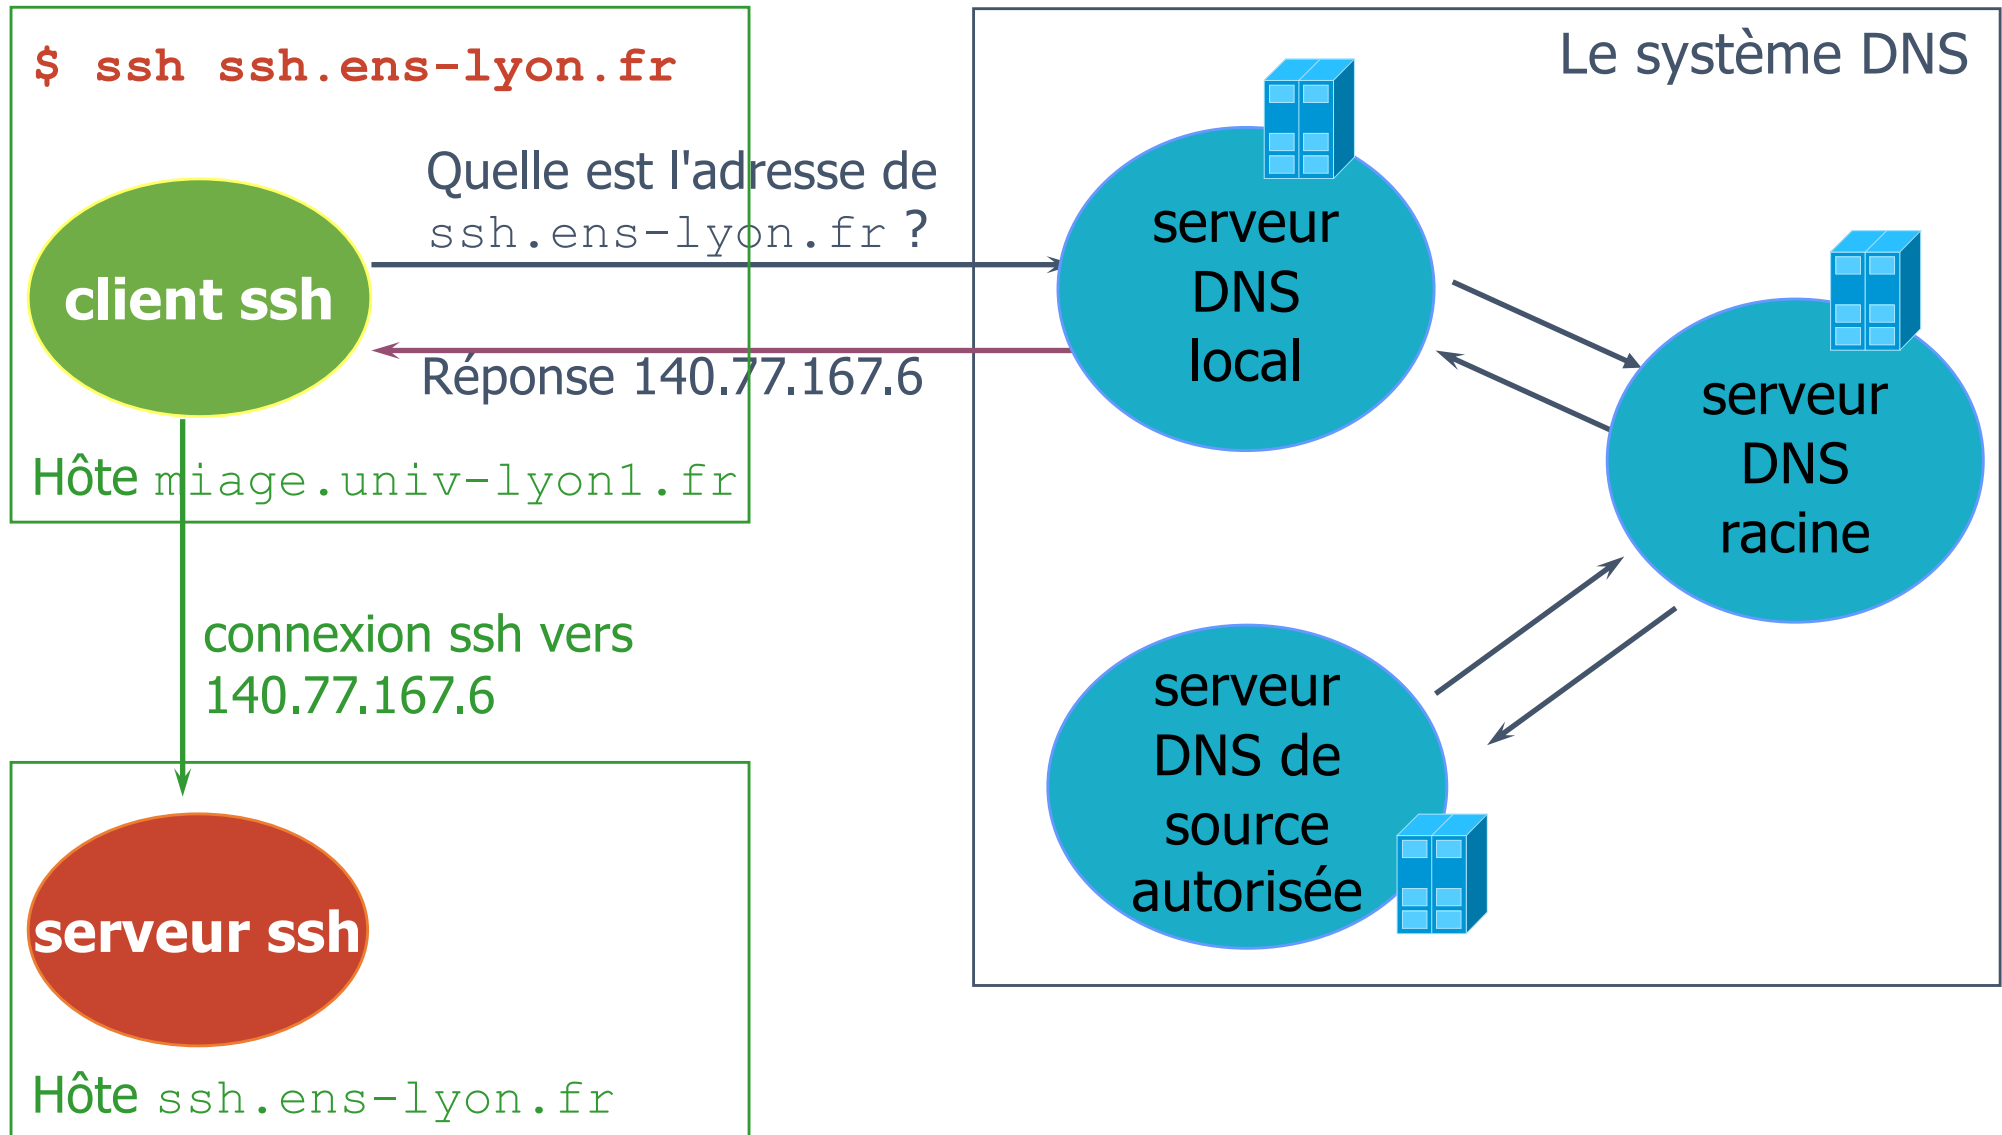 $ ssh ssh.ens-lyon.fr
Le système DNS
Quelle est l'adresse de
ssh.ens-lyon.fr ?
client ssh
Réponse 140.77.167.6
Hôte miage.univ-lyon1.fr
serveur
DNS
local
serveur
DNS
racine
connexion ssh vers
140.77.167.6
serveur
DNS de
source
autorisée
serveur ssh
Hôte ssh.ens-lyon.fr